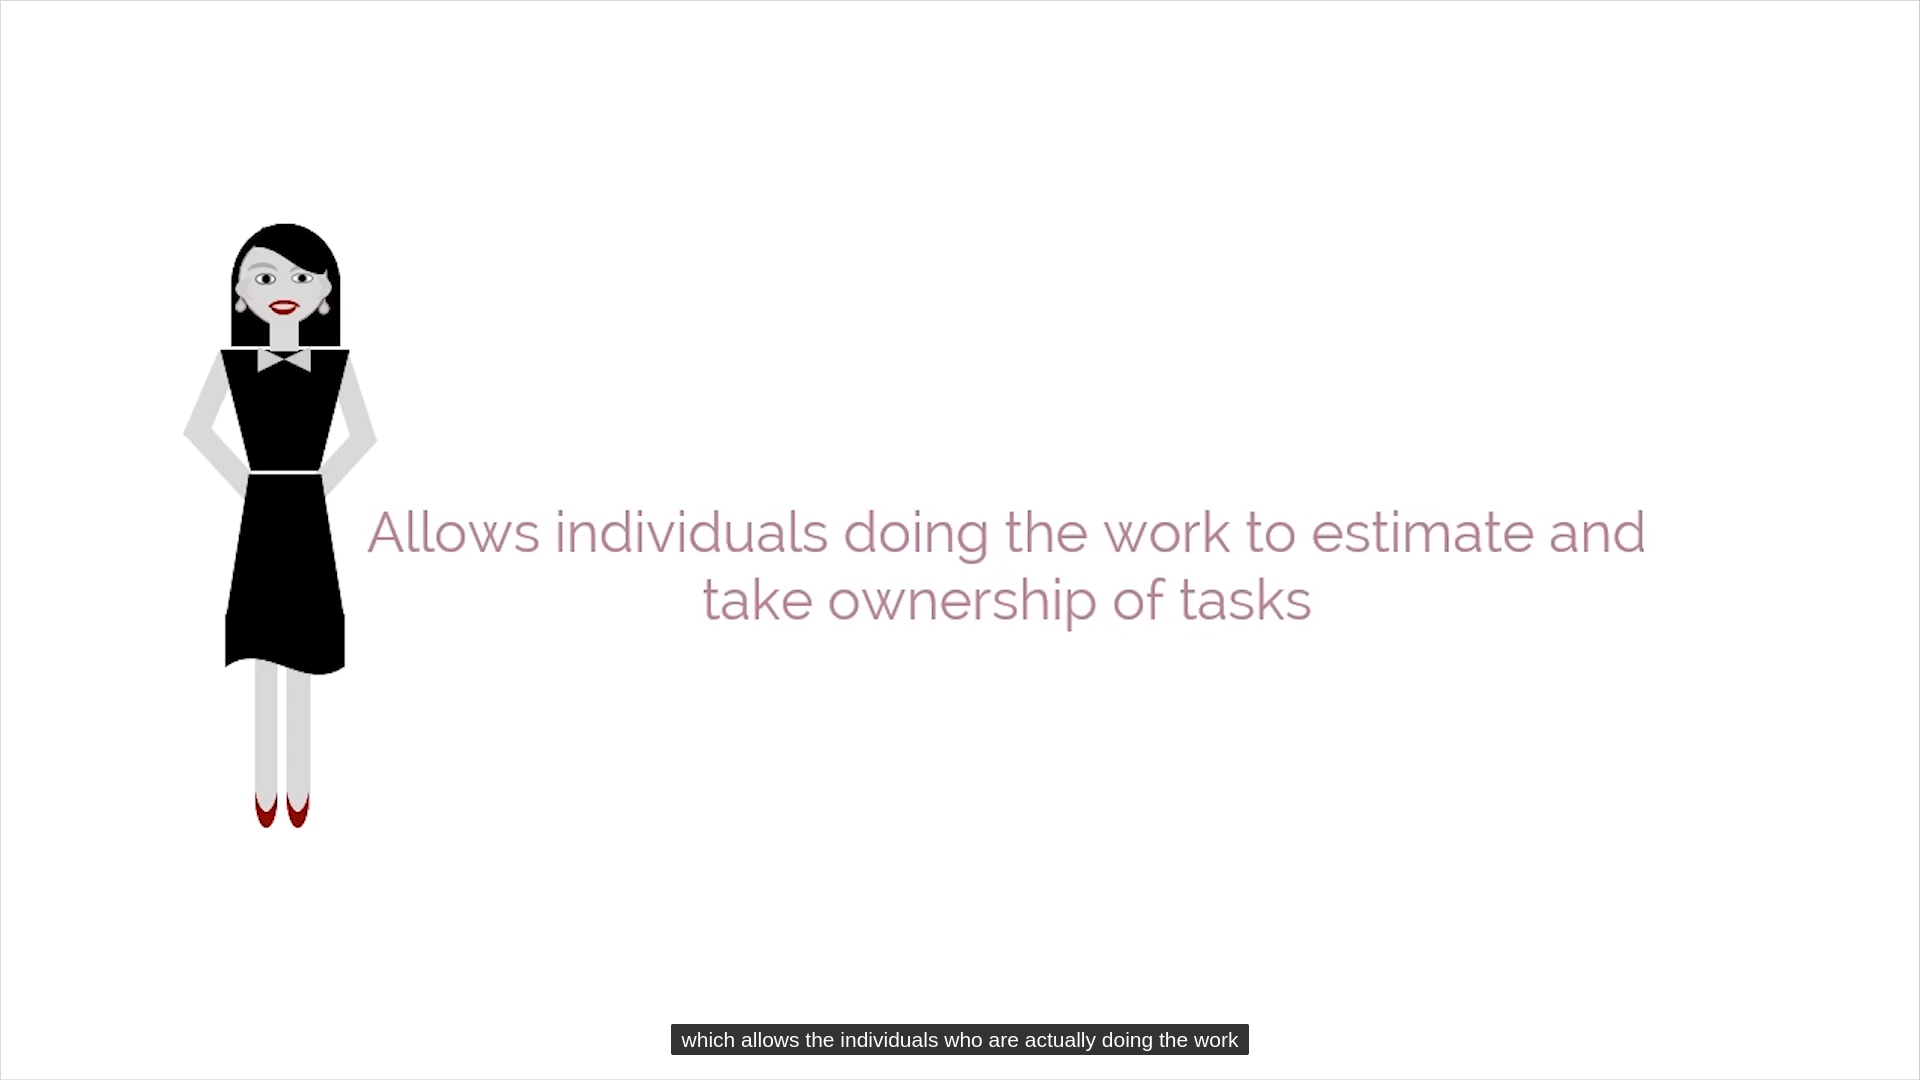 Allows individuals doing the work to estimate and
take ownership of tasks
which allows the individuals who are actually doing the work